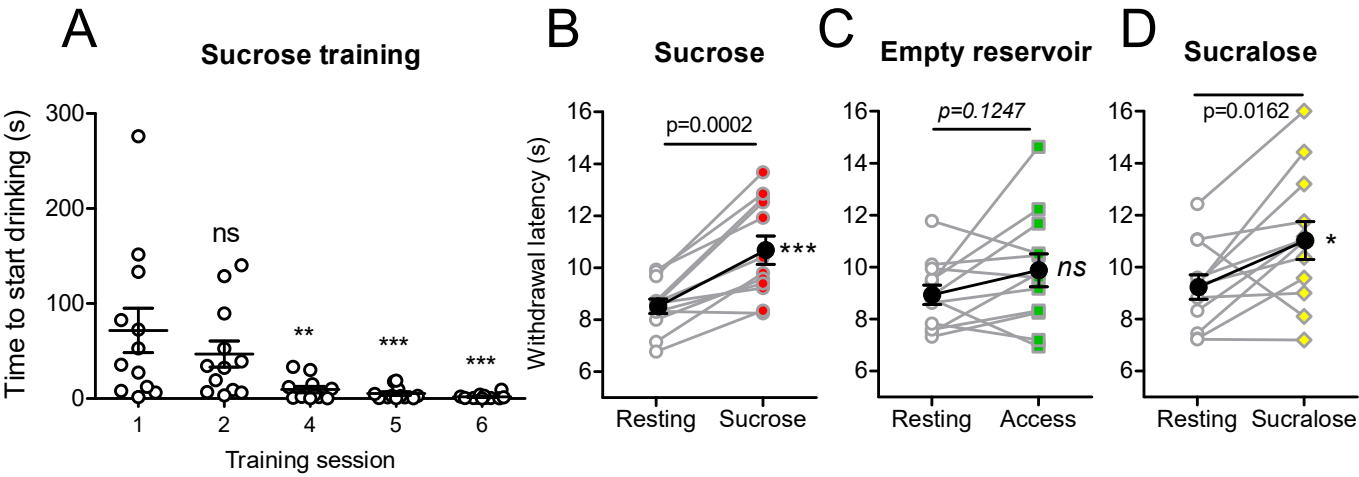 A
Sucrose training
Time to start drinking (s)
300
200
100
0
ns
**
***
***
1 2 4 5 6
Training session
B
Sucrose
Withdrawal latency (s)
16
14
12
10
8
6
p=0.0002
***
Resting Sucrose
C
Empty reservoir
16
14
12
10
8
6
p=0.1247
ns
Resting Access
D
Sucralose
16
14
12
10
8
6
p=0.0162
*
Resting Sucralose